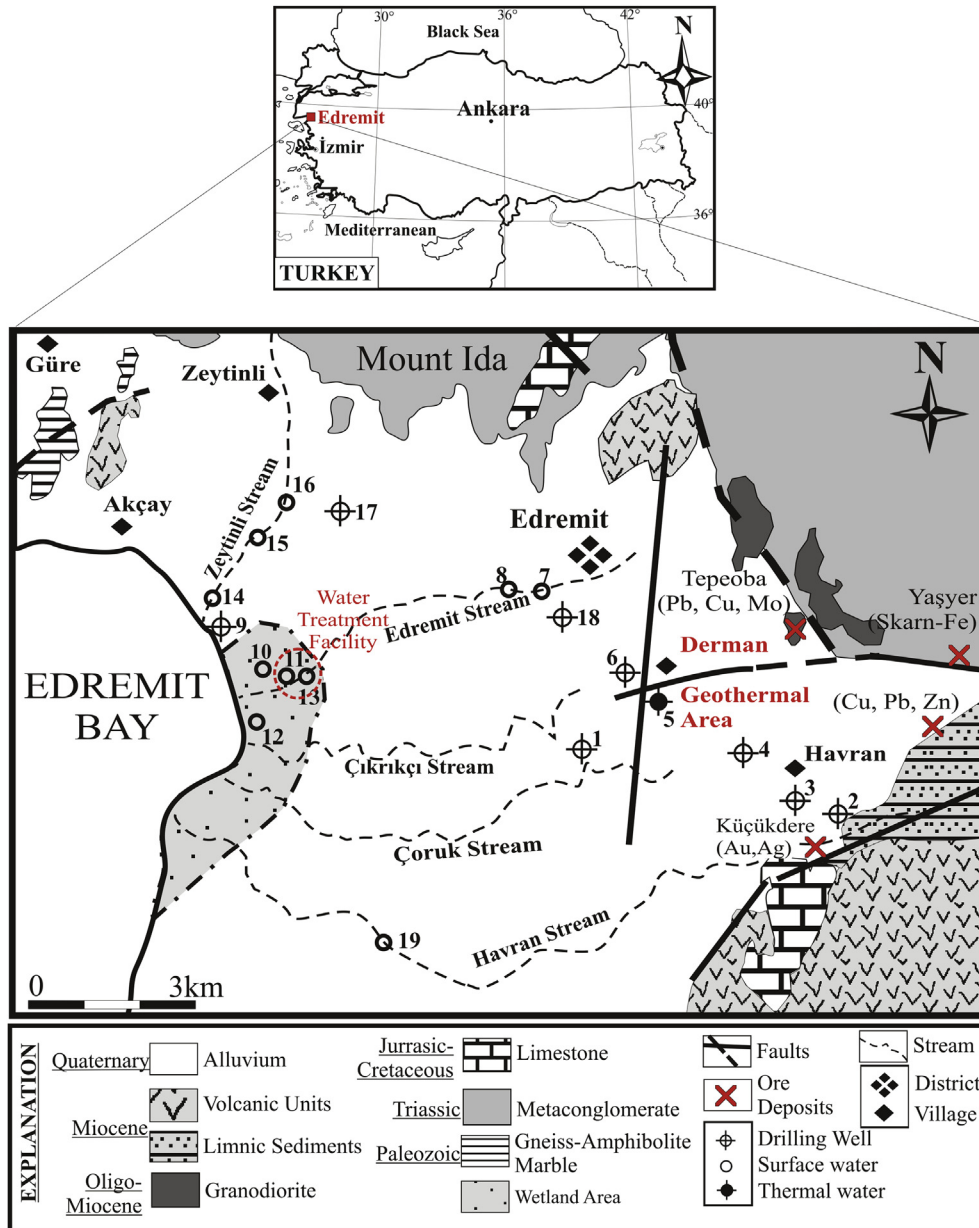 30°
36°
42°
Black Sea
N
Ankara
40°
Edremit
İzmir
36°
Mediterranean
TURKEY
Güre
Zeytinli
Mount Ida
N
Akçay
Zeytinli Stream
16
17
15
Edremit
14
9
Water
Treatment
Facility
8
7
Edremit Stream
18
Tepeoba
(Pb, Cu, Mo)
Yaşyer
(Skarn-Fe)
10
11
13
6
Derman
Geothermal
Area
EDREMIT
BAY
12
5
(Cu, Pb, Zn)
1
4
Çıkrıkçı Stream
Havran
3
2
Çoruk Stream
Küçükdere
(Au,Ag)
Havran Stream
19
0
3km
EXPLANATION
Quaternary
Alluvium
Miocene
Volcanic Units
Limnic Sediments
Oligo-
Miocene
Granodiorite
Jurrasic-
Cretaceous
Limestone
Triassic
Metaconglomerate
Paleozoic
Gneiss-Amphibolite
Marble
Wetland Area
Faults
Ore
Deposits
Drilling Well
Surface water
Thermal water
Stream
District
Village